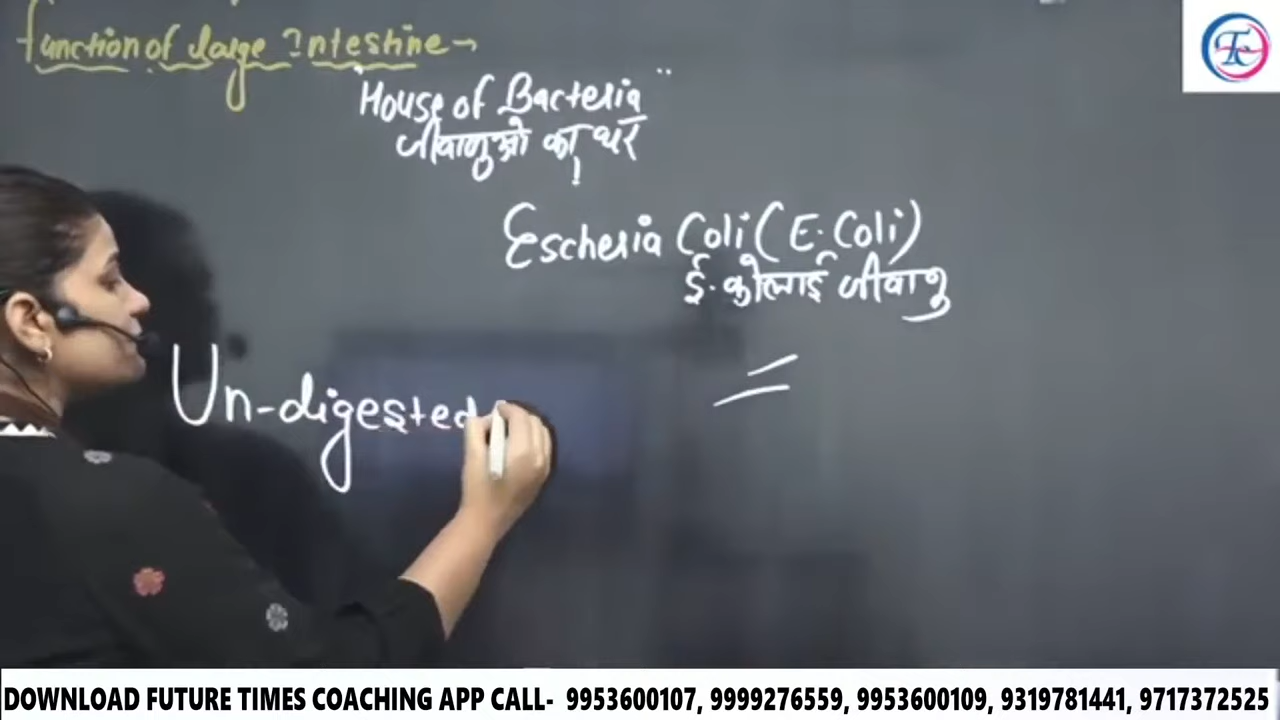 function of large Intestine →
"House of Bacteria"
जीवाणुओ का घर
Escheria Coli (E. Coli)
ई. कोलाई जीवाणु
Un-digested
DOWNLOAD FUTURE TIMES COACHING APP CALL- 9953600107, 9999276559, 9953600109, 9319781441, 9717372525